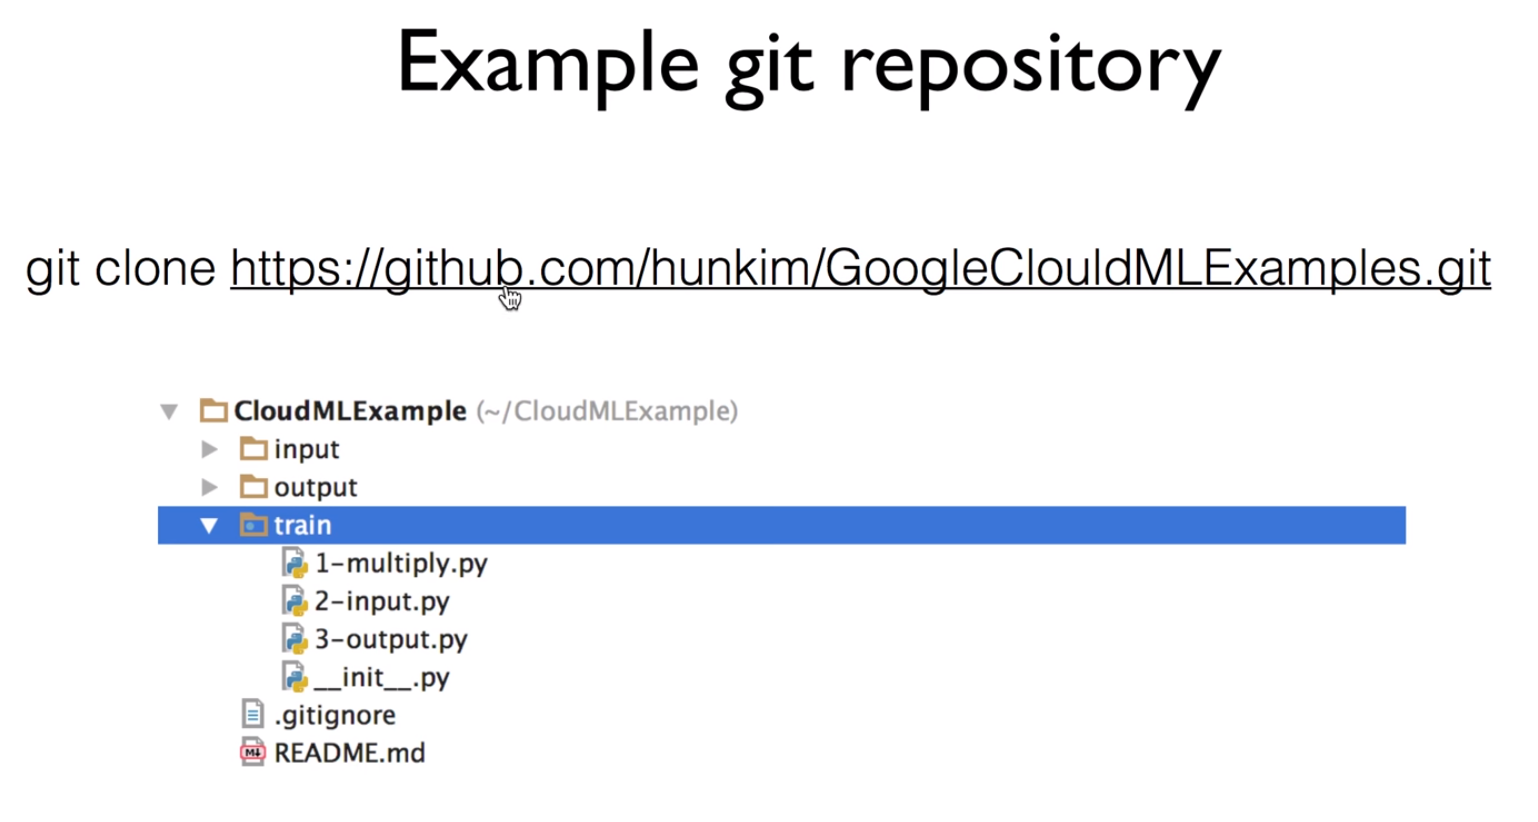 Example git repository
git clone https://github.com/hunkim/GoogleClouldMLExamples.git
CloudMLExample (~/CloudMLExample)
input
output
train
1-multiply.py
2-input.py
3-output.py
__init__.py
.gitignore
README.md